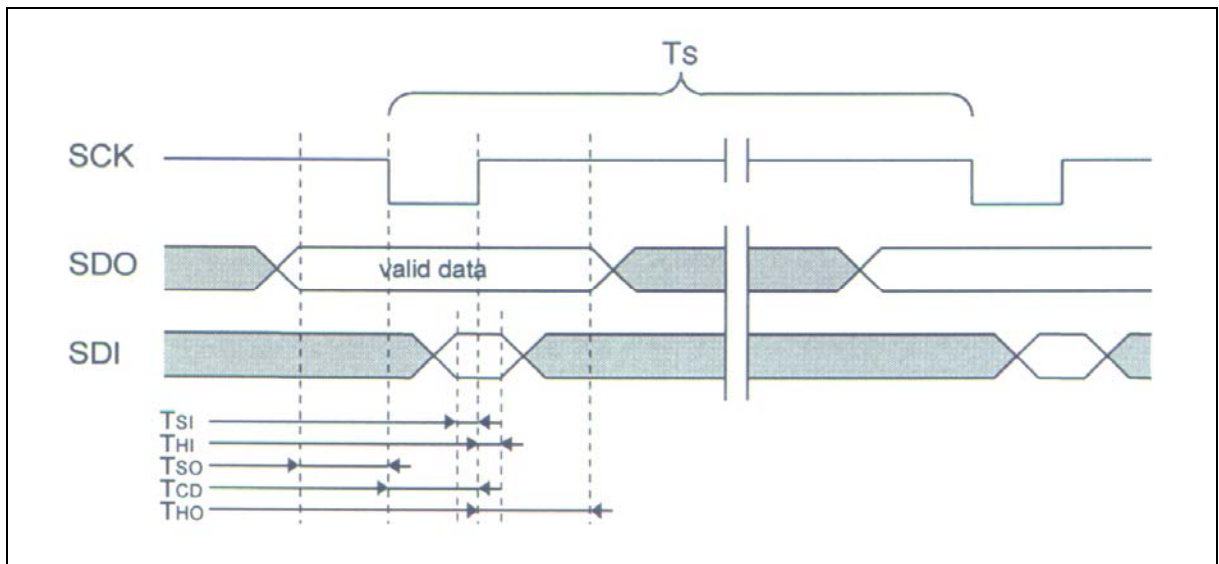 Ts
SCK
SDO
valid data
SDI
TSI
THI
TSO
TCD
THO